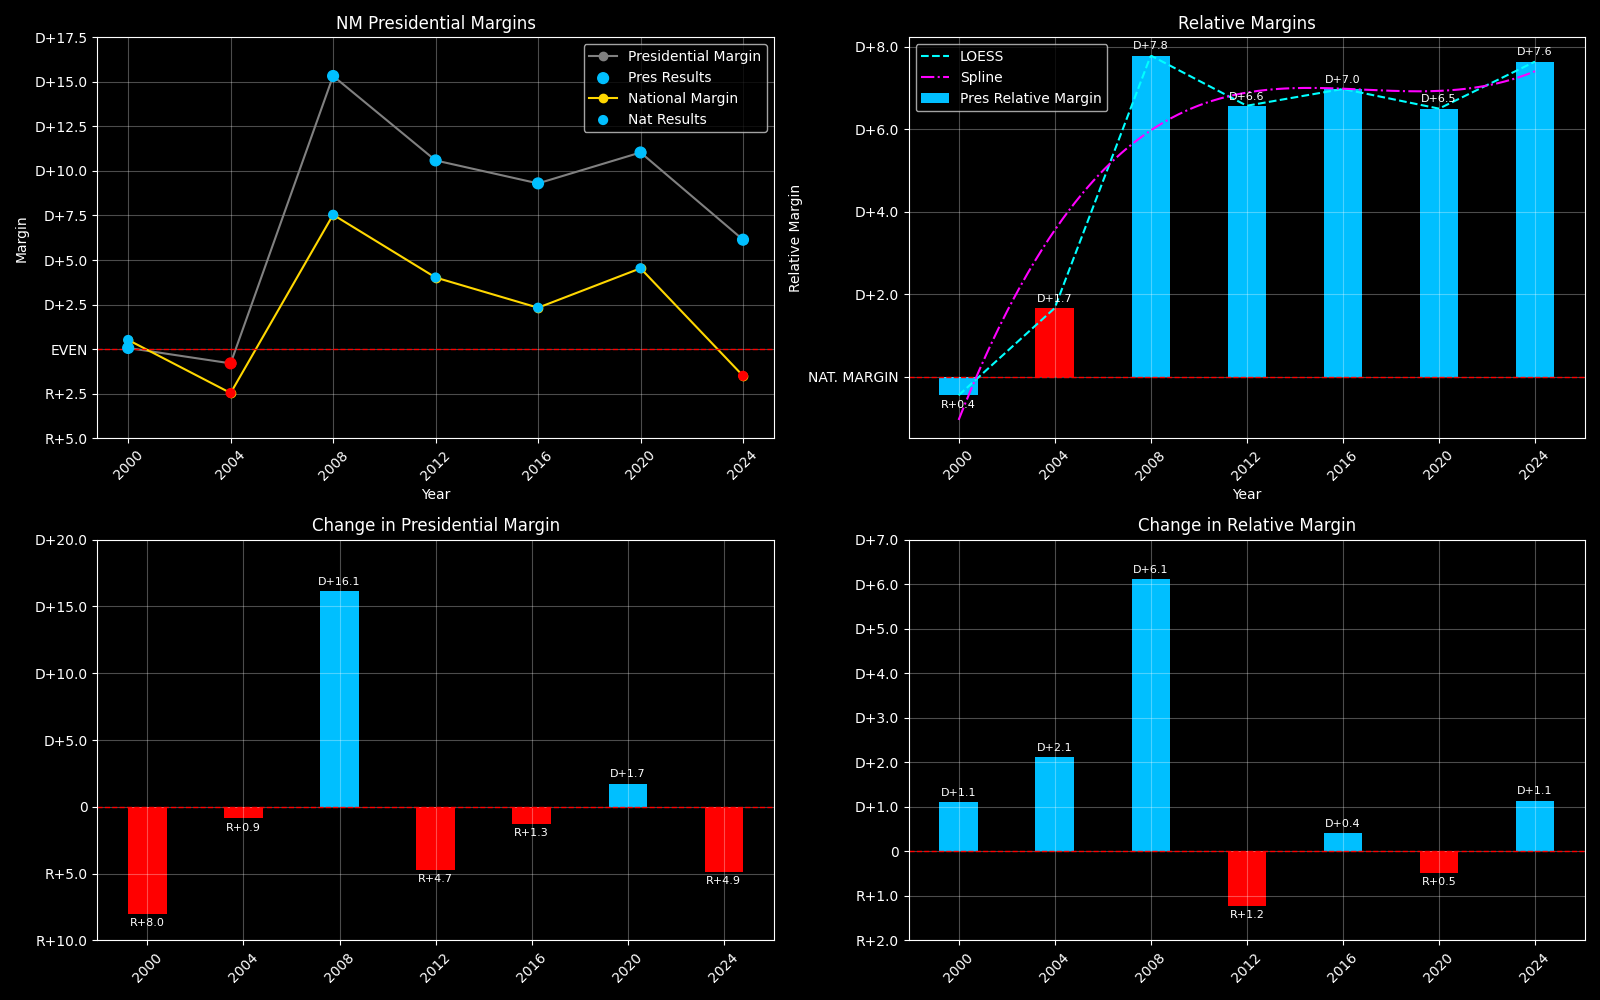 NM Presidential Margins
D+17.5
D+15.0
D+12.5
D+10.0
D+7.5
D+5.0
D+2.5
EVEN
R+2.5
R+5.0
Margin
Presidential Margin
Pres Results
National Margin
Nat Results
2000
2004
2008
2012
2016
2020
2024
Year
Relative Margins
D+8.0
D+6.0
D+4.0
D+2.0
NAT. MARGIN
Relative Margin
LOESS
Spline
Pres Relative Margin
R+0.4
D+1.7
D+7.8
D+6.6
D+7.0
D+6.5
D+7.6
2000
2004
2008
2012
2016
2020
2024
Year
Change in Presidential Margin
D+20.0
D+15.0
D+10.0
D+5.0
0
R+5.0
R+10.0
R+8.0
R+0.9
D+16.1
R+4.7
R+1.3
D+1.7
R+4.9
2000
2004
2008
2012
2016
2020
2024
Change in Relative Margin
D+7.0
D+6.0
D+5.0
D+4.0
D+3.0
D+2.0
D+1.0
0
R+1.0
R+2.0
D+1.1
D+2.1
D+6.1
R+1.2
D+0.4
R+0.5
D+1.1
2000
2004
2008
2012
2016
2020
2024